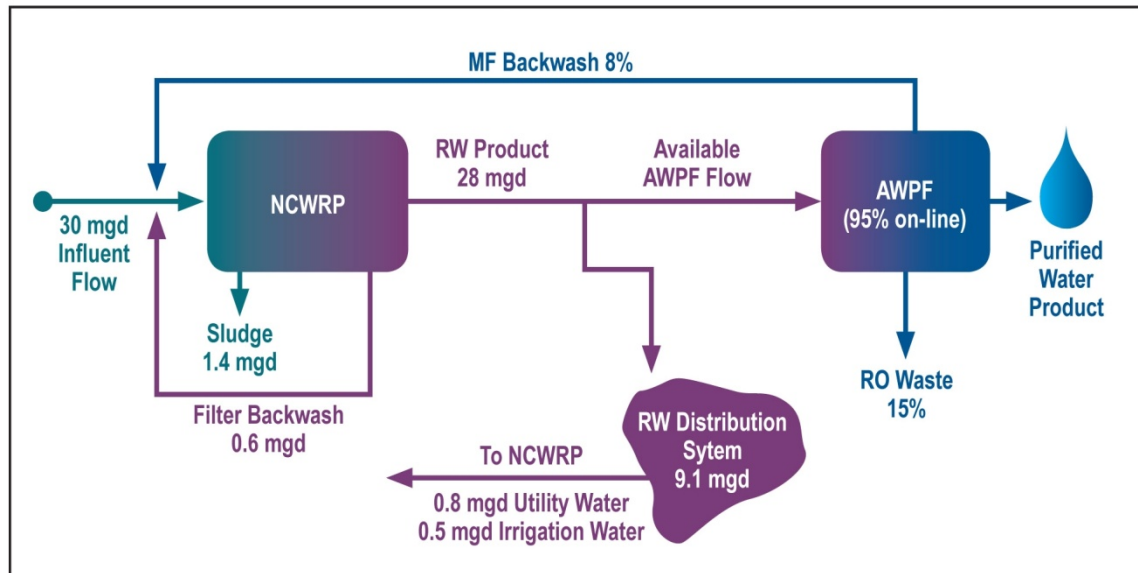 MF Backwash 8%
NCWRP
RW Product
28 mgd
Available
AWPF Flow
AWPF
(95% on-line)
30 mgd
Influent
Flow
Purified
Water
Product
Sludge
1.4 mgd
RO Waste
15%
Filter Backwash
0.6 mgd
RW Distribution
Sytem
9.1 mgd
To NCWRP
0.8 mgd Utility Water
0.5 mgd Irrigation Water